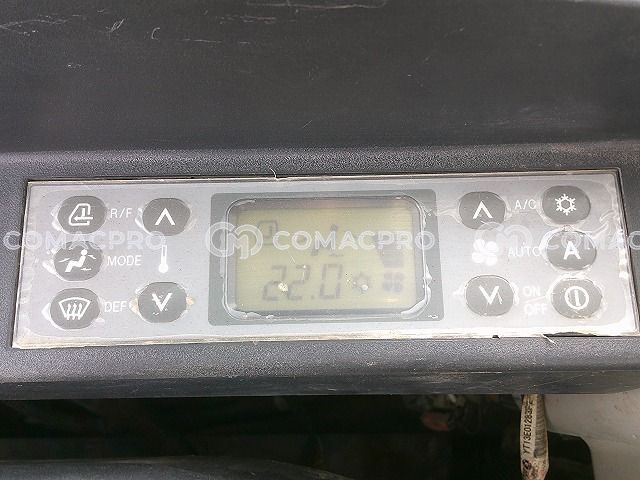 R/F
A/C
MODE
AUTO
22.0
DEF
ON
OFF
A
COMACPRO
COMACPRO
COMACPRO